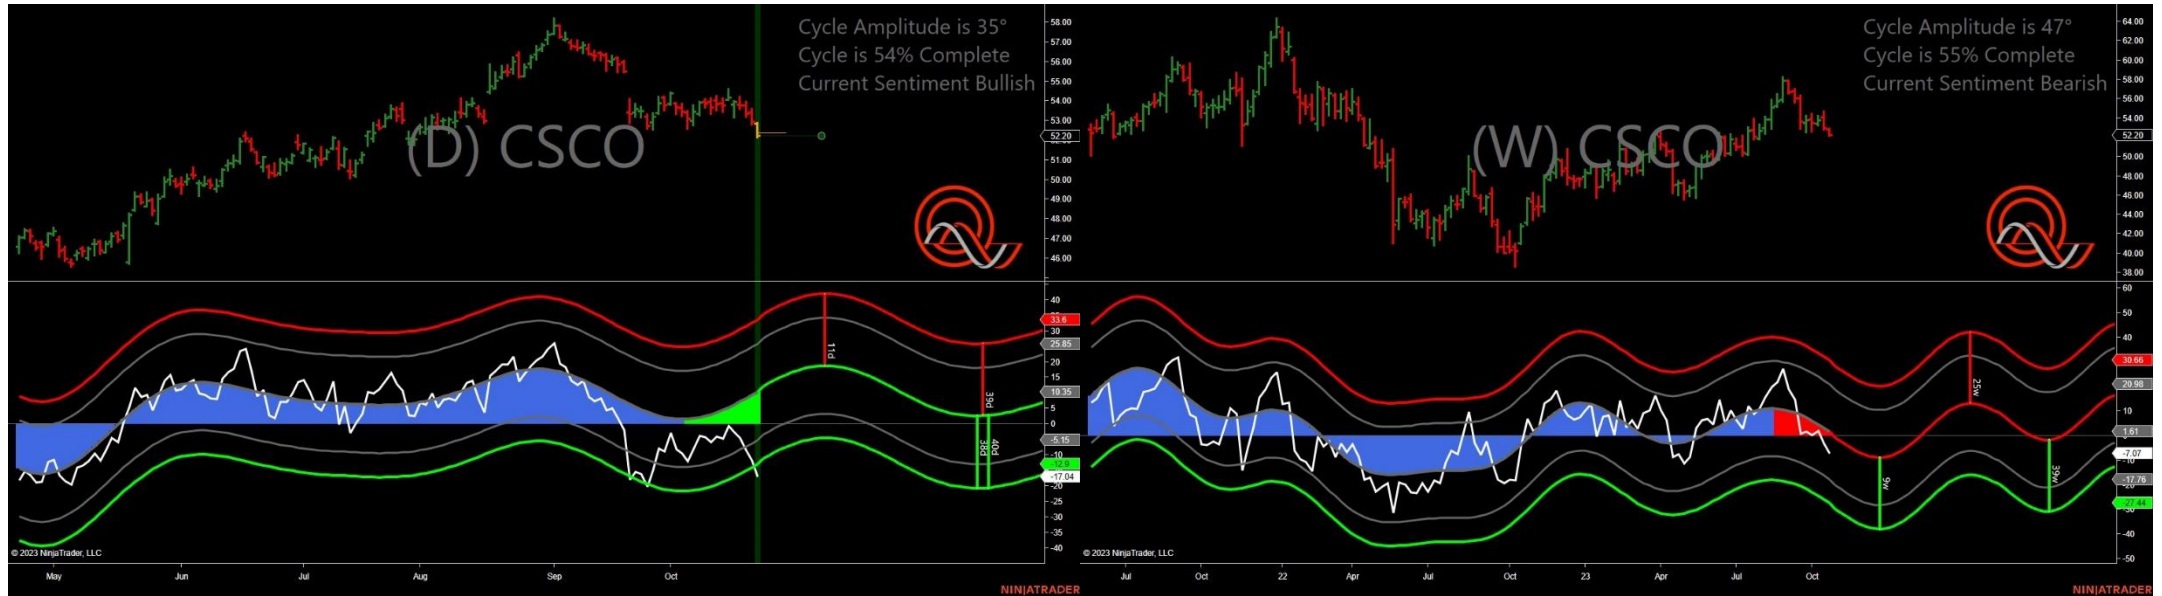 Cycle Amplitude is 35°
Cycle is 54% Complete
Current Sentiment Bullish
(D) CSCO
58.00
57.00
56.00
55.00
54.00
53.00
52.20
51.00
50.00
49.00
48.00
47.00
46.00
40
33.6
30
25.85
20
15
10.35
5
0
-5.15
-10
-12.9
-17.04
-20
-25
-30
-35
-40
11d
39d
38d
40d
© 2023 NinjaTrader, LLC
May Jun Jul Aug Sep Oct
NINJATRADER
Cycle Amplitude is 47°
Cycle is 55% Complete
Current Sentiment Bearish
(W) CSCO
64.00
62.00
60.00
58.00
56.00
54.00
52.20
50.00
48.00
46.00
44.00
42.00
40.00
38.00
60
50
40
30.66
20.98
10
1.61
-7.07
-17.76
-27.44
-40
-50
25w
9w
39w
© 2023 NinjaTrader, LLC
Jul Oct 22 Apr Jul Oct 23 Apr Jul Oct
NINJATRADER